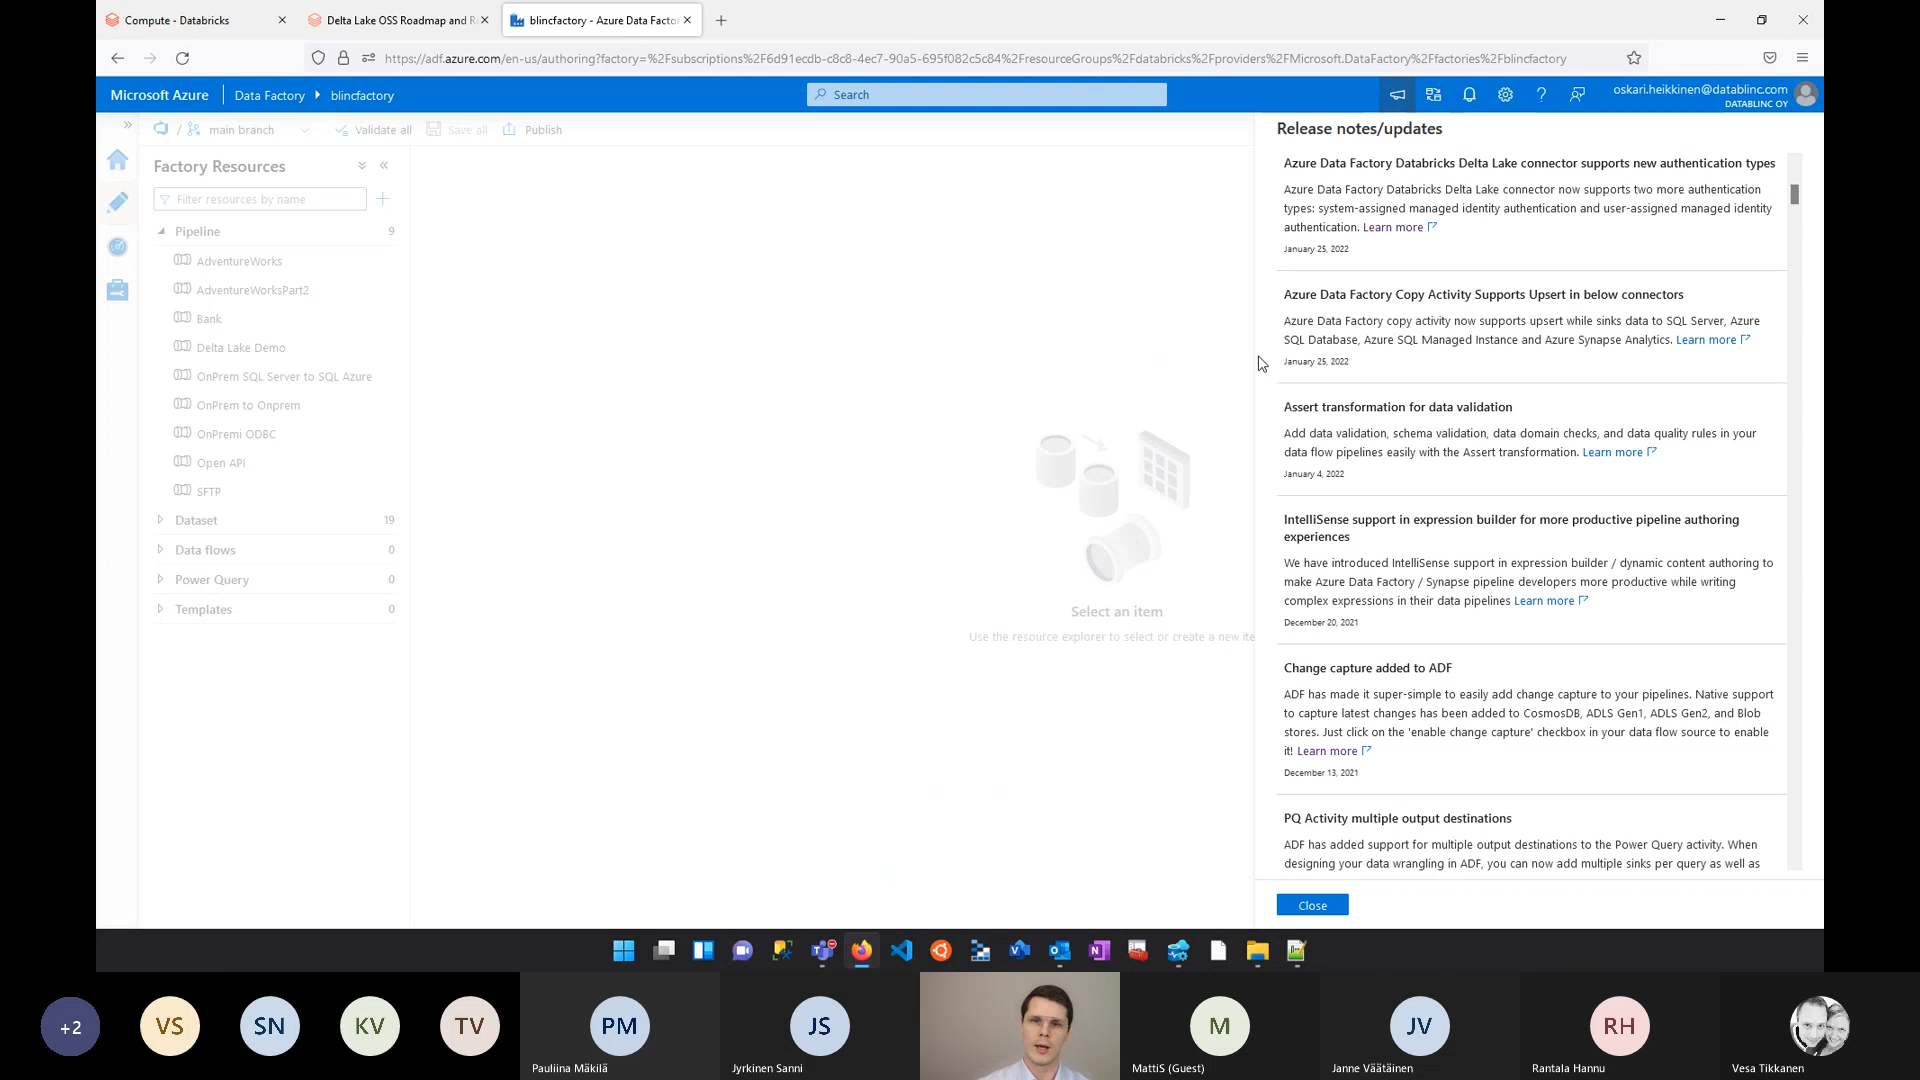 Compute - Databricks
Delta Lake OSS Roadmap and R
blincfactory - Azure Data Factor
https://adf.azure.com/en-us/authoring?factory=%2Fsubscriptions%2F6d91ecdb-c8c8-4ec7-90a5-695f082c5c84%2FresourceGroups%2Fdatabricks%2Fproviders%2FMicrosoft.DataFactory%2Ffactories%2Fblincfactory
Microsoft Azure
Data Factory
blincfactory
Search
oskari.heikkinen@datablinc.com
DATABLINC OY
/ main branch
Validate all
Save all
Publish
Factory Resources
Filter resources by name
Pipeline 9
AdventureWorks
AdventureWorksPart2
Bank
Delta Lake Demo
OnPrem SQL Server to SQL Azure
OnPrem to Onprem
OnPremi ODBC
Open API
SFTP
Dataset 19
Data flows 0
Power Query 0
Templates 0
Select an item
Use the resource explorer to select or create a new ite
Release notes/updates
Azure Data Factory Databricks Delta Lake connector supports new authentication types
Azure Data Factory Databricks Delta Lake connector now supports two more authentication
types: system-assigned managed identity authentication and user-assigned managed identity
authentication. Learn more
January 25, 2022
Azure Data Factory Copy Activity Supports Upsert in below connectors
Azure Data Factory copy activity now supports upsert while sinks data to SQL Server, Azure
SQL Database, Azure SQL Managed Instance and Azure Synapse Analytics. Learn more
January 25, 2022
Assert transformation for data validation
Add data validation, schema validation, data domain checks, and data quality rules in your
data flow pipelines easily with the Assert transformation. Learn more
January 4, 2022
IntelliSense support in expression builder for more productive pipeline authoring
experiences
We have introduced IntelliSense support in expression builder / dynamic content authoring to
make Azure Data Factory / Synapse pipeline developers more productive while writing
complex expressions in their data pipelines Learn more
December 20, 2021
Change capture added to ADF
ADF has made it super-simple to easily add change capture to your pipelines. Native support
to capture latest changes has been added to CosmosDB, ADLS Gen1, ADLS Gen2, and Blob
stores. Just click on the 'enable change capture' checkbox in your data flow source to enable
it! Learn more
December 13, 2021
PQ Activity multiple output destinations
ADF has added support for multiple output destinations to the Power Query activity. When
designing your data wrangling in ADF, you can now add multiple sinks per query as well as
Close
+2
VS
SN
KV
TV
PM
Pauliina Mäkilä
JS
Jyrkinen Sanni
M
MattiS (Guest)
JV
Janne Väätäinen
RH
Rantala Hannu
Vesa Tikkanen